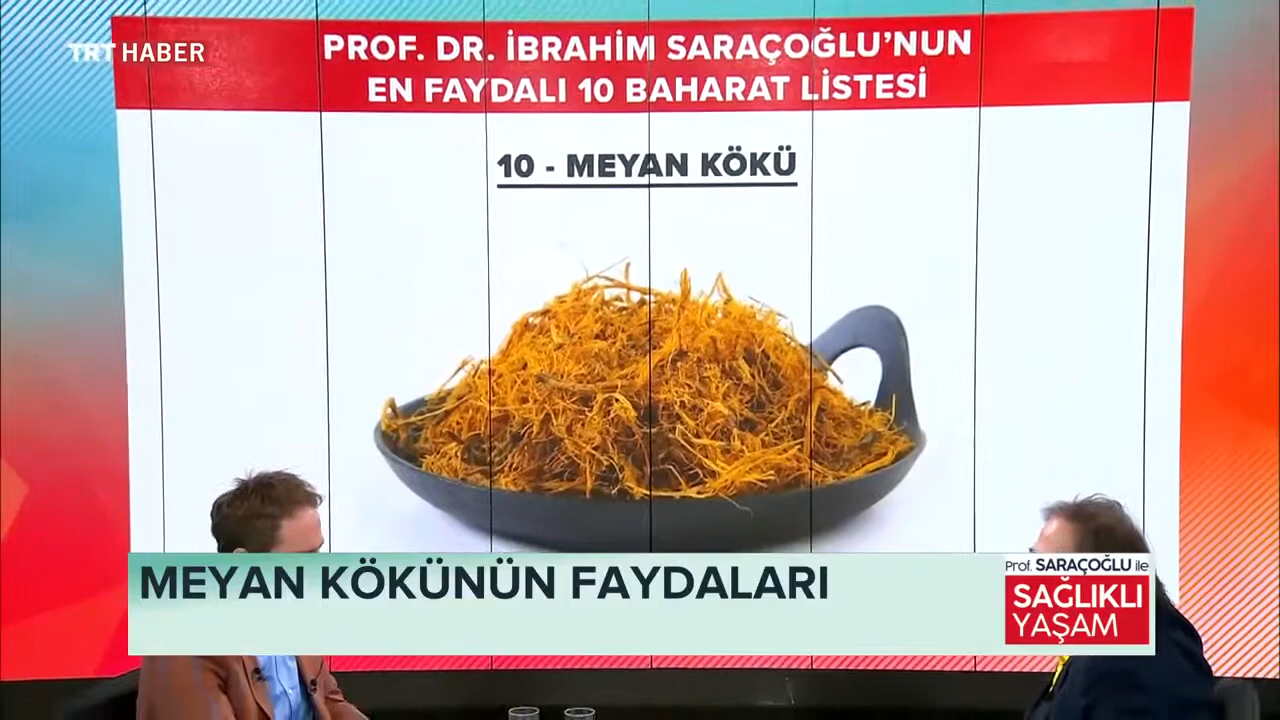 TRT HABER
PROF. DR. İBRAHİM SARAÇOĞLU'NUN
EN FAYDALI 10 BAHARAT LİSTESİ
10 - MEYAN KÖKÜ
MEYAN KÖKÜNÜN FAYDALARI
Prof. SARAÇOĞLU ile
SAĞLIKLI
YAŞAM